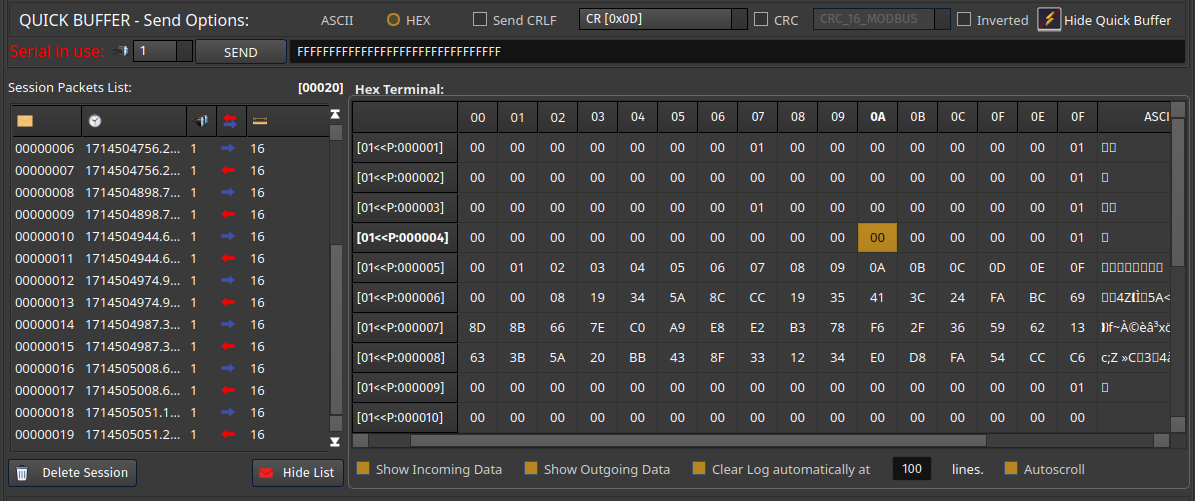 QUICK BUFFER - Send Options: ASCII HEX Send CRLF CR [0x0D] CRC CRC_16_MODBUS Inverted Hide Quick Buffer
Serial in use: 1 SEND FFFFFFFFFFFFFFFFFFFFFFFFFFFFFFFF
Session Packets List: [00020]
00000006 1714504756.2... 1 16
00000007 1714504756.2... 1 16
00000008 1714504898.7... 1 16
00000009 1714504898.7... 1 16
00000010 1714504944.6... 1 16
00000011 1714504944.6... 1 16
00000012 1714504974.9... 1 16
00000013 1714504974.9... 1 16
00000014 1714504987.3... 1 16
00000015 1714504987.3... 1 16
00000016 1714505008.6... 1 16
00000017 1714505008.6... 1 16
00000018 1714505051.1... 1 16
00000019 1714505051.2... 1 16
Delete Session Hide List
Hex Terminal:
00 01 02 03 04 05 06 07 08 09 0A 0B 0C 0F 0E 0F ASCI
[01<<P:000001] 00 00 00 00 00 00 00 01 00 00 00 00 00 00 00 01
[01<<P:000002] 00 00 00 00 00 00 00 00 00 00 00 00 00 00 00 01
[01<<P:000003] 00 00 00 00 00 00 00 01 00 00 00 00 00 00 00 01
[01<<P:000004] 00 00 00 00 00 00 00 00 00 00 00 00 00 00 00 01
[01<<P:000005] 00 01 02 03 04 05 06 07 08 09 0A 0B 0C 0D 0E 0F
[01<<P:000006] 00 00 08 19 34 5A 8C CC 19 35 41 3C 24 FA BC 69
[01<<P:000007] 8D 8B 66 7E C0 A9 E8 E2 B3 78 F6 2F 36 59 62 13
[01<<P:000008] 63 3B 5A 20 BB 43 8F 33 12 34 E0 D8 FA 54 CC C6
[01<<P:000009] 00 00 00 00 00 00 00 00 00 00 00 00 00 00 00 01
[01<<P:000010] 00 00 00 00 00 00 00 00 00 00 00 00 00 00 00 00
Show Incoming Data Show Outgoing Data Clear Log automatically at 100 lines. Autoscroll